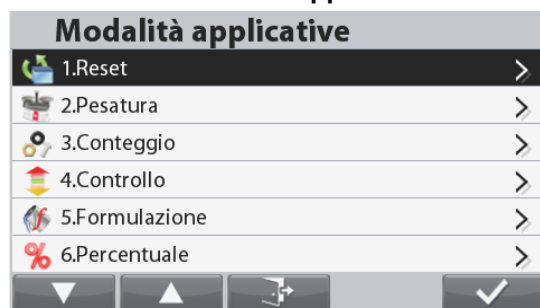 Modalità applicative
1.Reset
2.Pesatura
3.Conteggio
4.Controllo
5.Formulazione
6.Percentuale